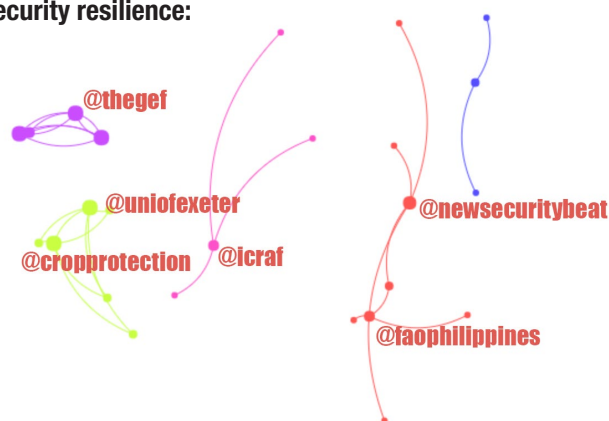 ecurity resilience:
@thegef
@uniofexeter
@newsecuritybeat
@cropprotection
@icraf
@faophilippines